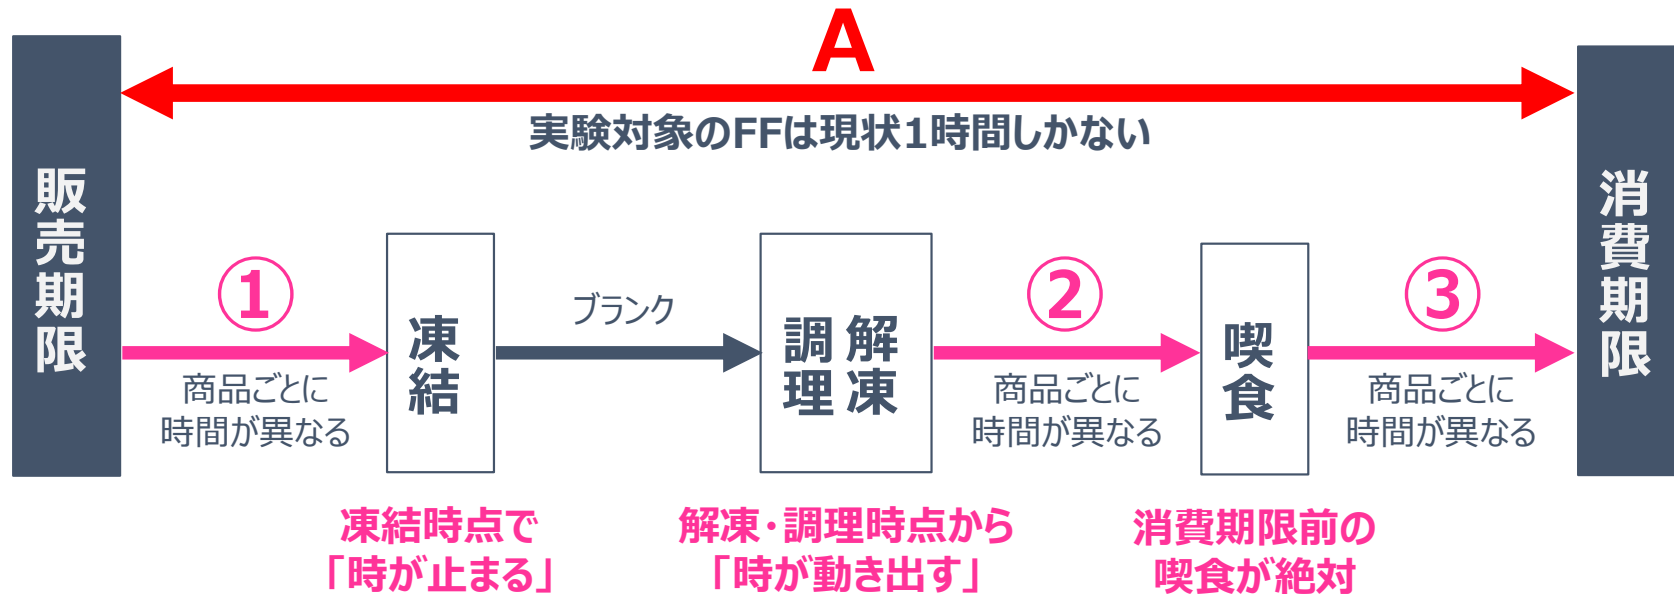 A
実験対象のFFは現状1時間しかない
販売期限
①
商品ごとに
時間が異なる
凍結
ブランク
解凍
調理
②
商品ごとに
時間が異なる
喫食
③
商品ごとに
時間が異なる
消費期限
凍結時点で
「時が止まる」
解凍・調理時点から
「時が動き出す」
消費期限前の
喫食が絶対